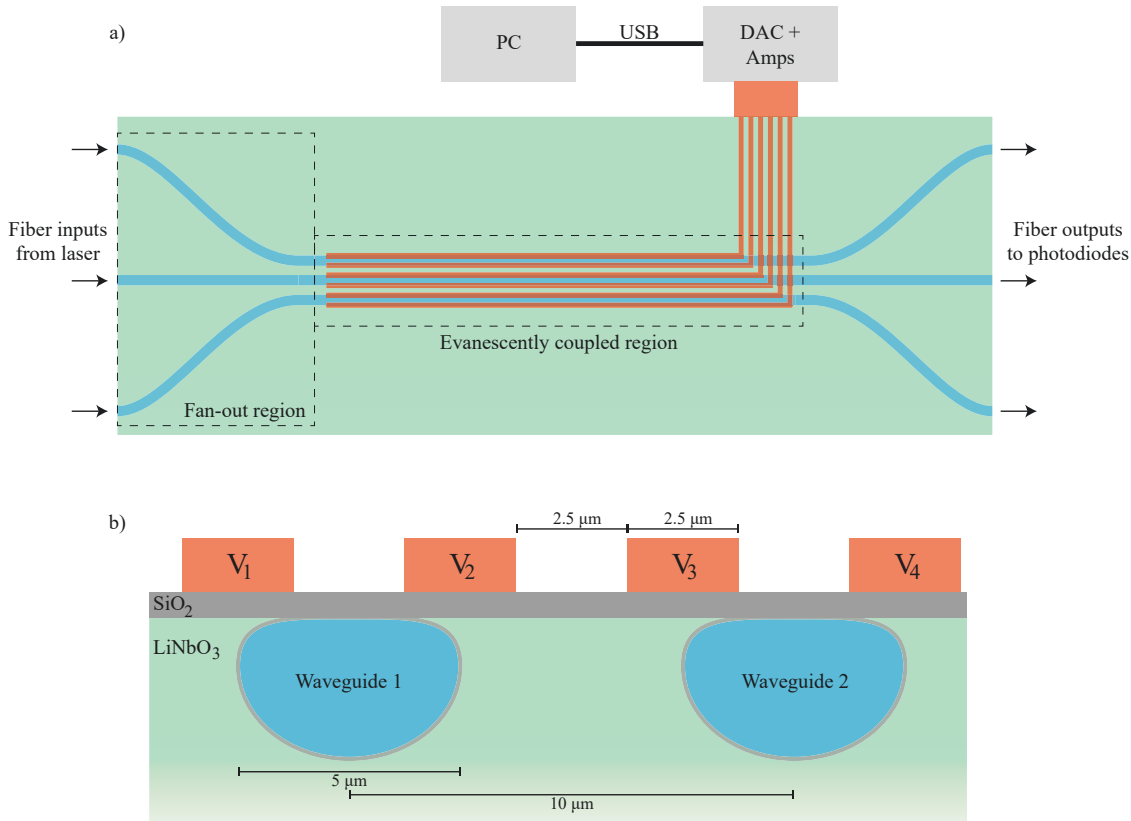 a)
PC
USB
DAC +
Amps
Fiber inputs
from laser
Fiber outputs
to photodiodes
Evanescently coupled region
Fan-out region
b)
2.5 μm
2.5 μm
V₁
V₂
V₃
V₄
SiO₂
LiNbO₃
Waveguide 1
Waveguide 2
5 μm
10 μm